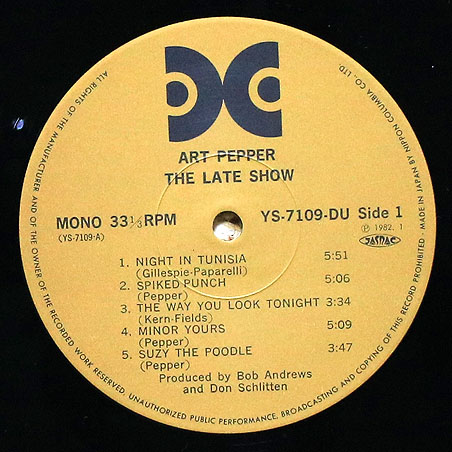 ART PEPPER
THE LATE SHOW
MONO 33 1/3 RPM
(YS-7109-A)
YS-7109-DU Side 1
Ⓟ 1982. 1
JASRAC
1. NIGHT IN TUNISIA 5:51
(Gillespie-Paparelli)
2. SPIKED PUNCH 5:06
(Pepper)
3. THE WAY YOU LOOK TONIGHT 3:34
(Kern-Fields)
4. MINOR YOURS 5:09
(Pepper)
5. SUZY THE POODLE 3:47
(Pepper)
Produced by Bob Andrews
and Don Schlitten
ALL RIGHTS OF THE MANUFACTURER AND OF THE OWNER OF THE RECORDED WORK RESERVED. UNAUTHORIZED PUBLIC PERFORMANCE, BROADCASTING AND COPYING OF THIS RECORD PROHIBITED · MADE IN JAPAN BY NIPPON COLUMBIA CO., LTD.